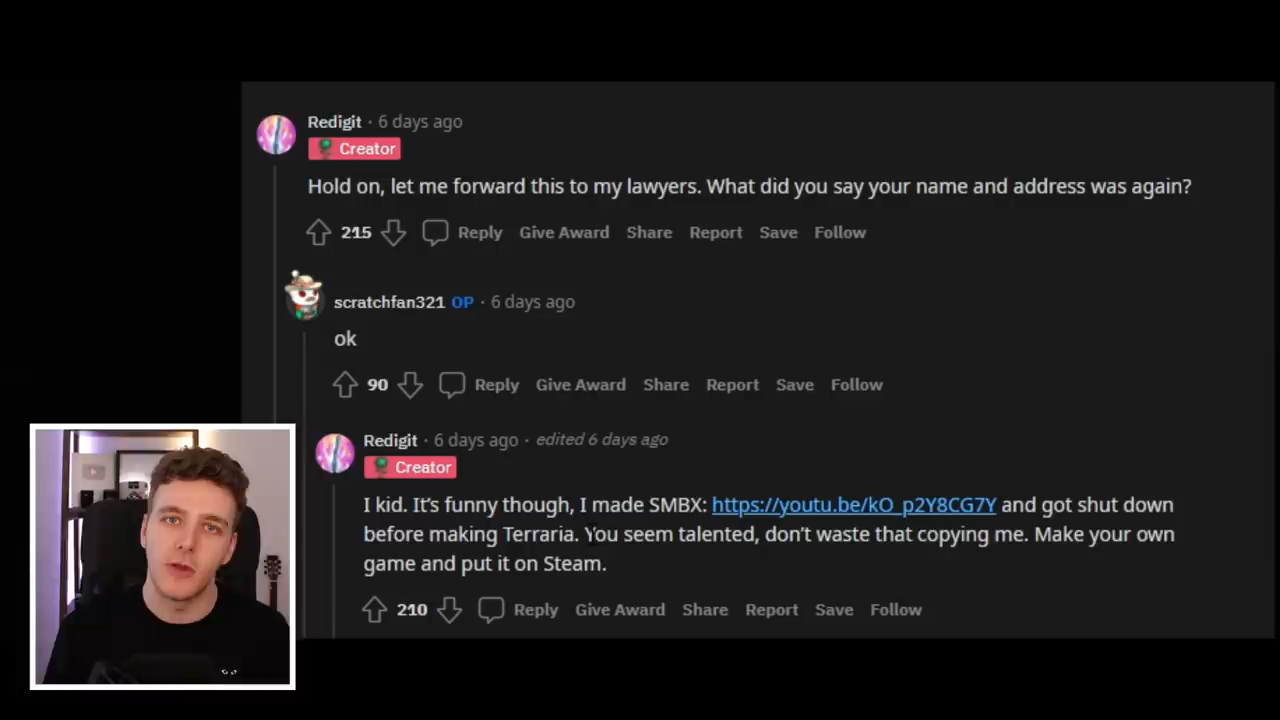 Redigit · 6 days ago
Creator
Hold on, let me forward this to my lawyers. What did you say your name and address was again?
215 Reply Give Award Share Report Save Follow
scratchfan321 OP · 6 days ago
ok
90 Reply Give Award Share Report Save Follow
Redigit · 6 days ago · edited 6 days ago
Creator
I kid. It's funny though, I made SMBX: https://youtu.be/kO_p2Y8CG7Y and got shut down
before making Terraria. You seem talented, don't waste that copying me. Make your own
game and put it on Steam.
210 Reply Give Award Share Report Save Follow